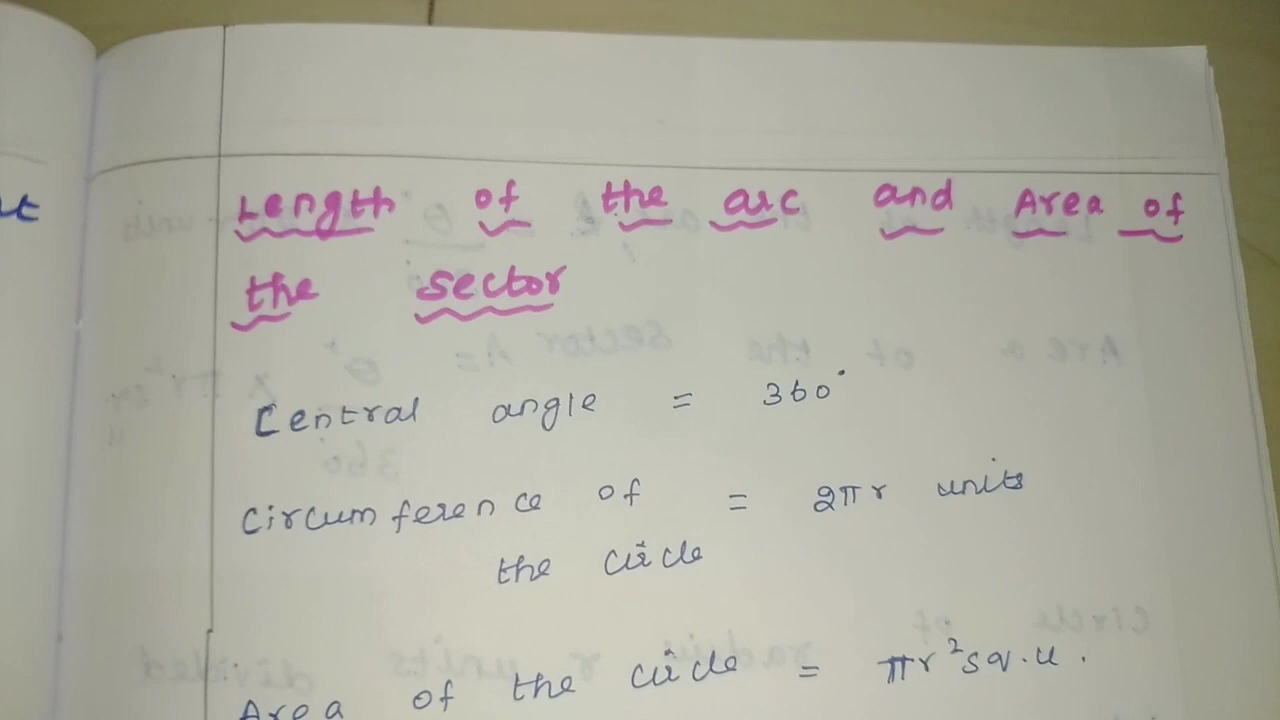 Length of the arc and Area of
the sector
Central angle = 360°
Circumference of = 2πr units
the circle
Area of the circle = πr²sq.u.